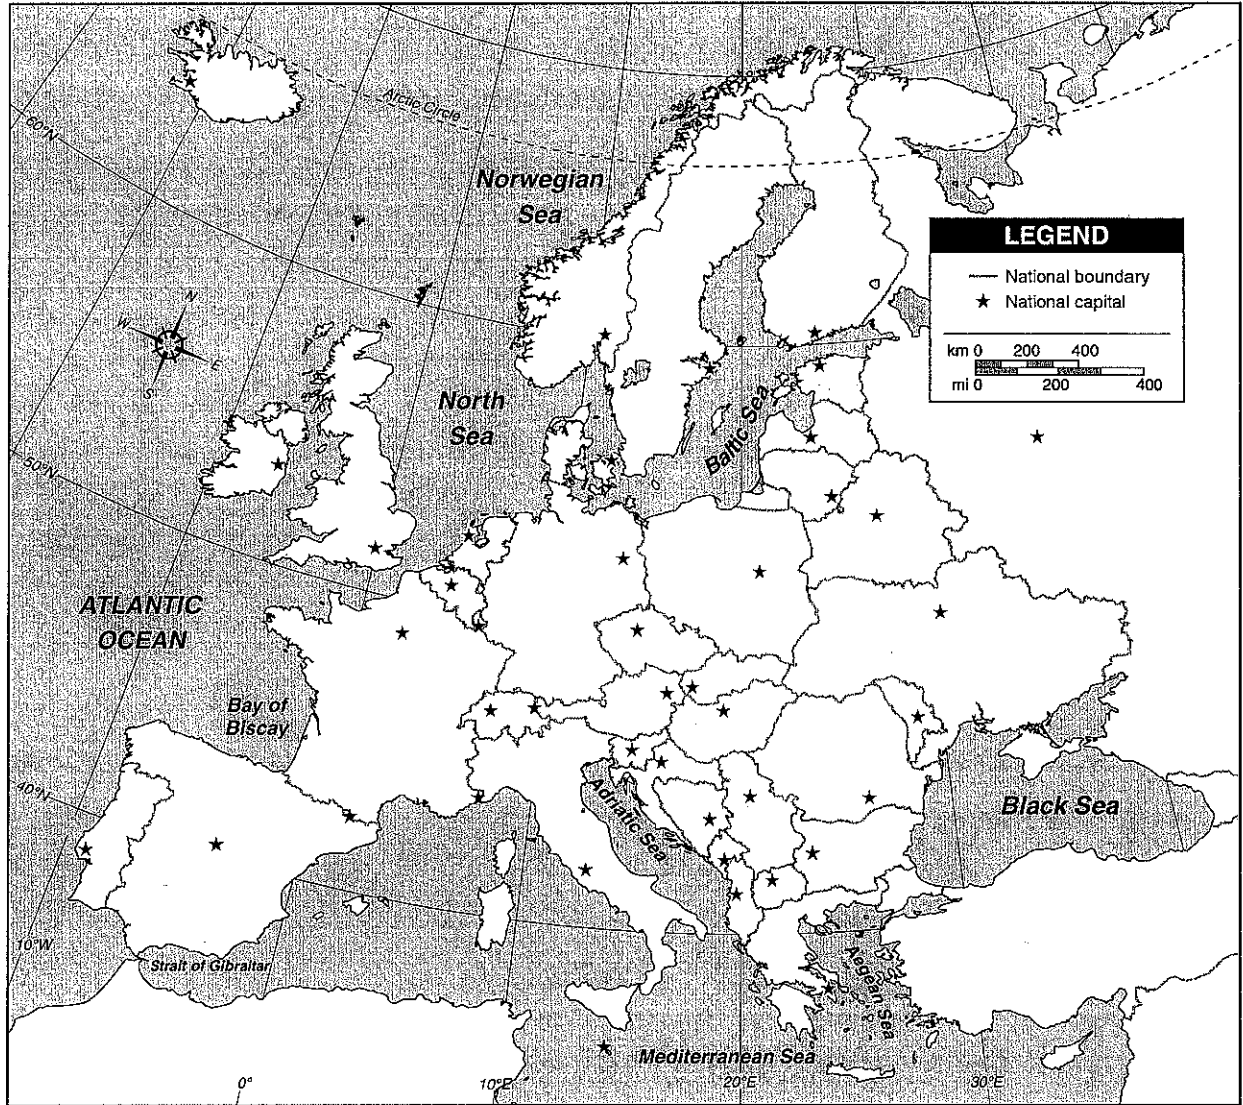 Arctic Circle
60°N
Norwegian
Sea
LEGEND
National boundary
★ National capital
km 0 200 400
mi 0 200 400
N
W
E
S
North
Sea
Baltic Sea
50°N
ATLANTIC
OCEAN
Bay of
Biscay
40°N
Adriatic Sea
Black Sea
10°W
Strait of Gibraltar
Aegean Sea
Mediterranean Sea
0°
10°E
20°E
30°E